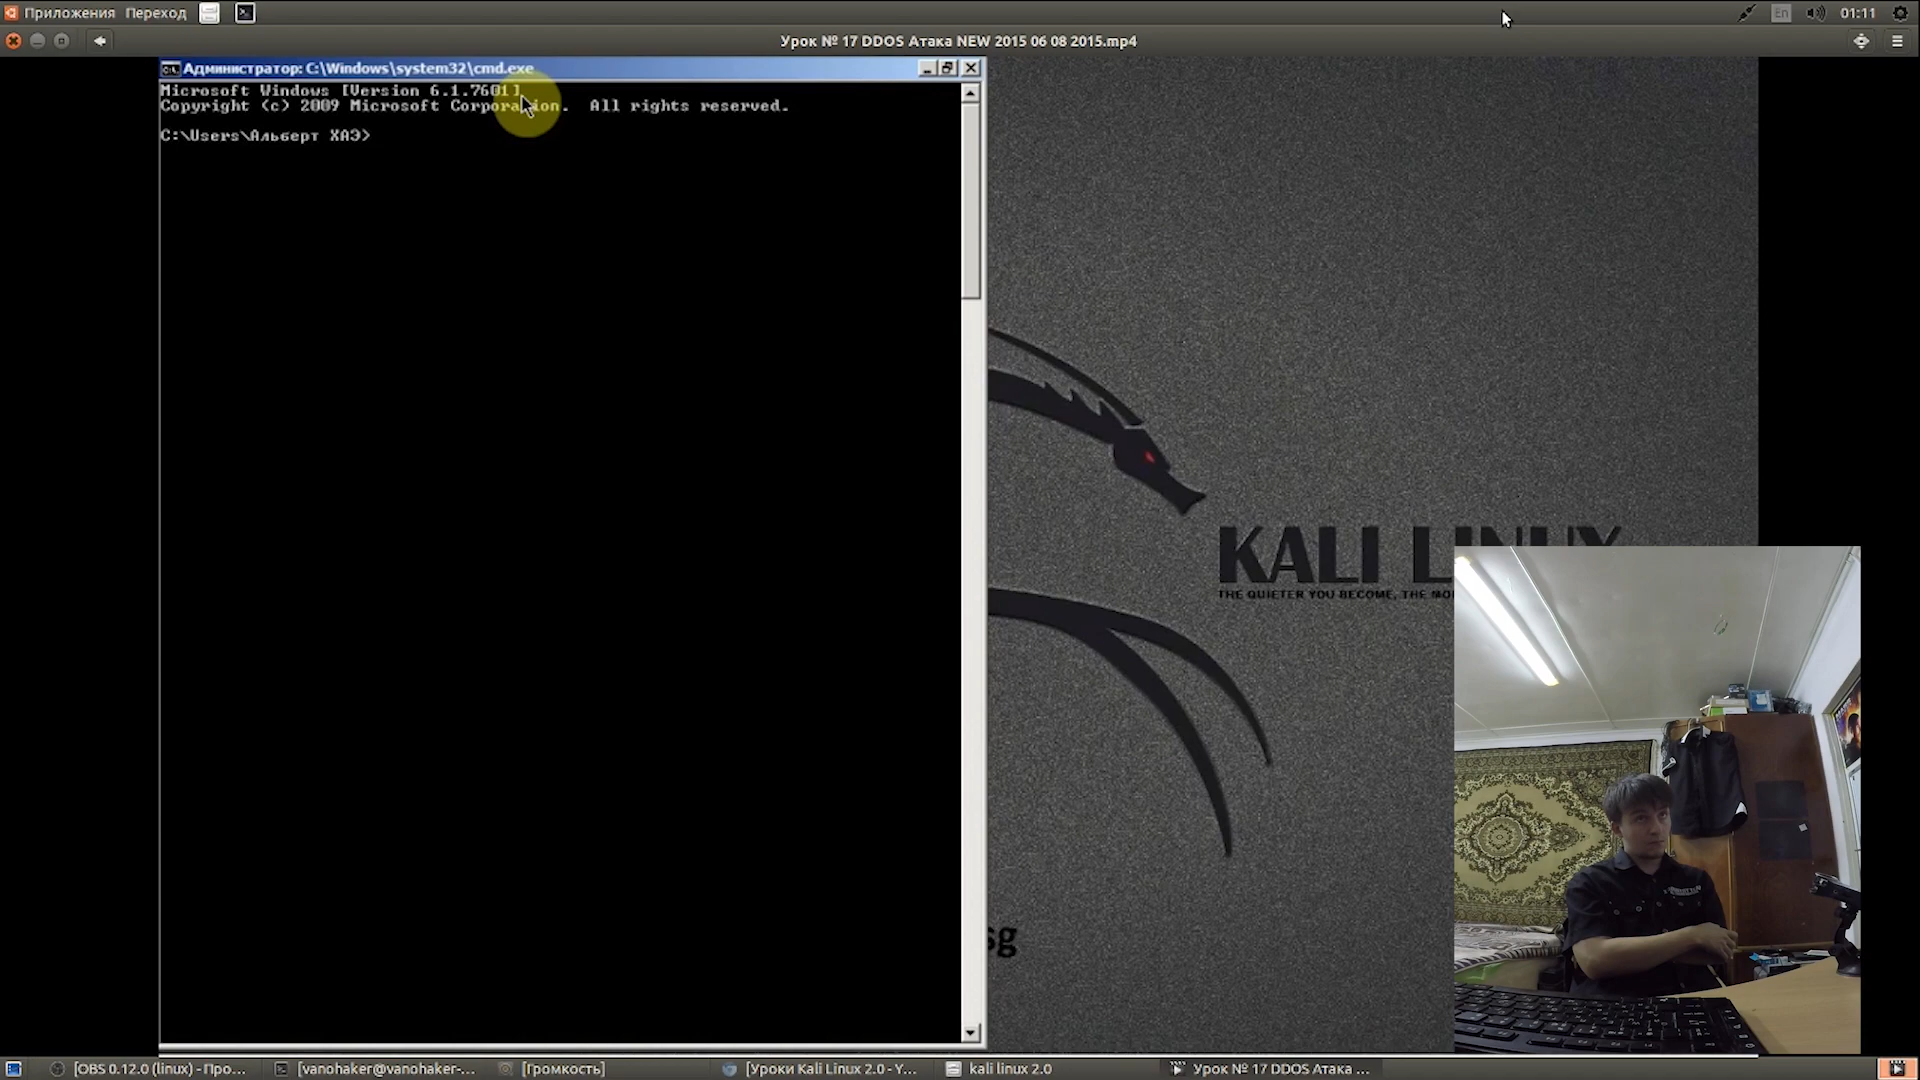 Приложения Переход
En
01:11
Урок № 17 DDOS Атака NEW 2015 06 08 2015.mp4
Администратор: C:\Windows\system32\cmd.exe
Microsoft Windows [Version 6.1.7601]
Copyright (c) 2009 Microsoft Corporation.  All rights reserved.
C:\Users\Альберт ХАЭ>
KALI LINUX
THE QUIETER YOU BECOME, THE
sg
[OBS 0.12.0 (linux) - Про...
[vanohaker@vanohaker-...
[Громкость]
[Уроки Kali Linux 2.0 - Y...
kali linux 2.0
Урок № 17 DDOS Атака ...